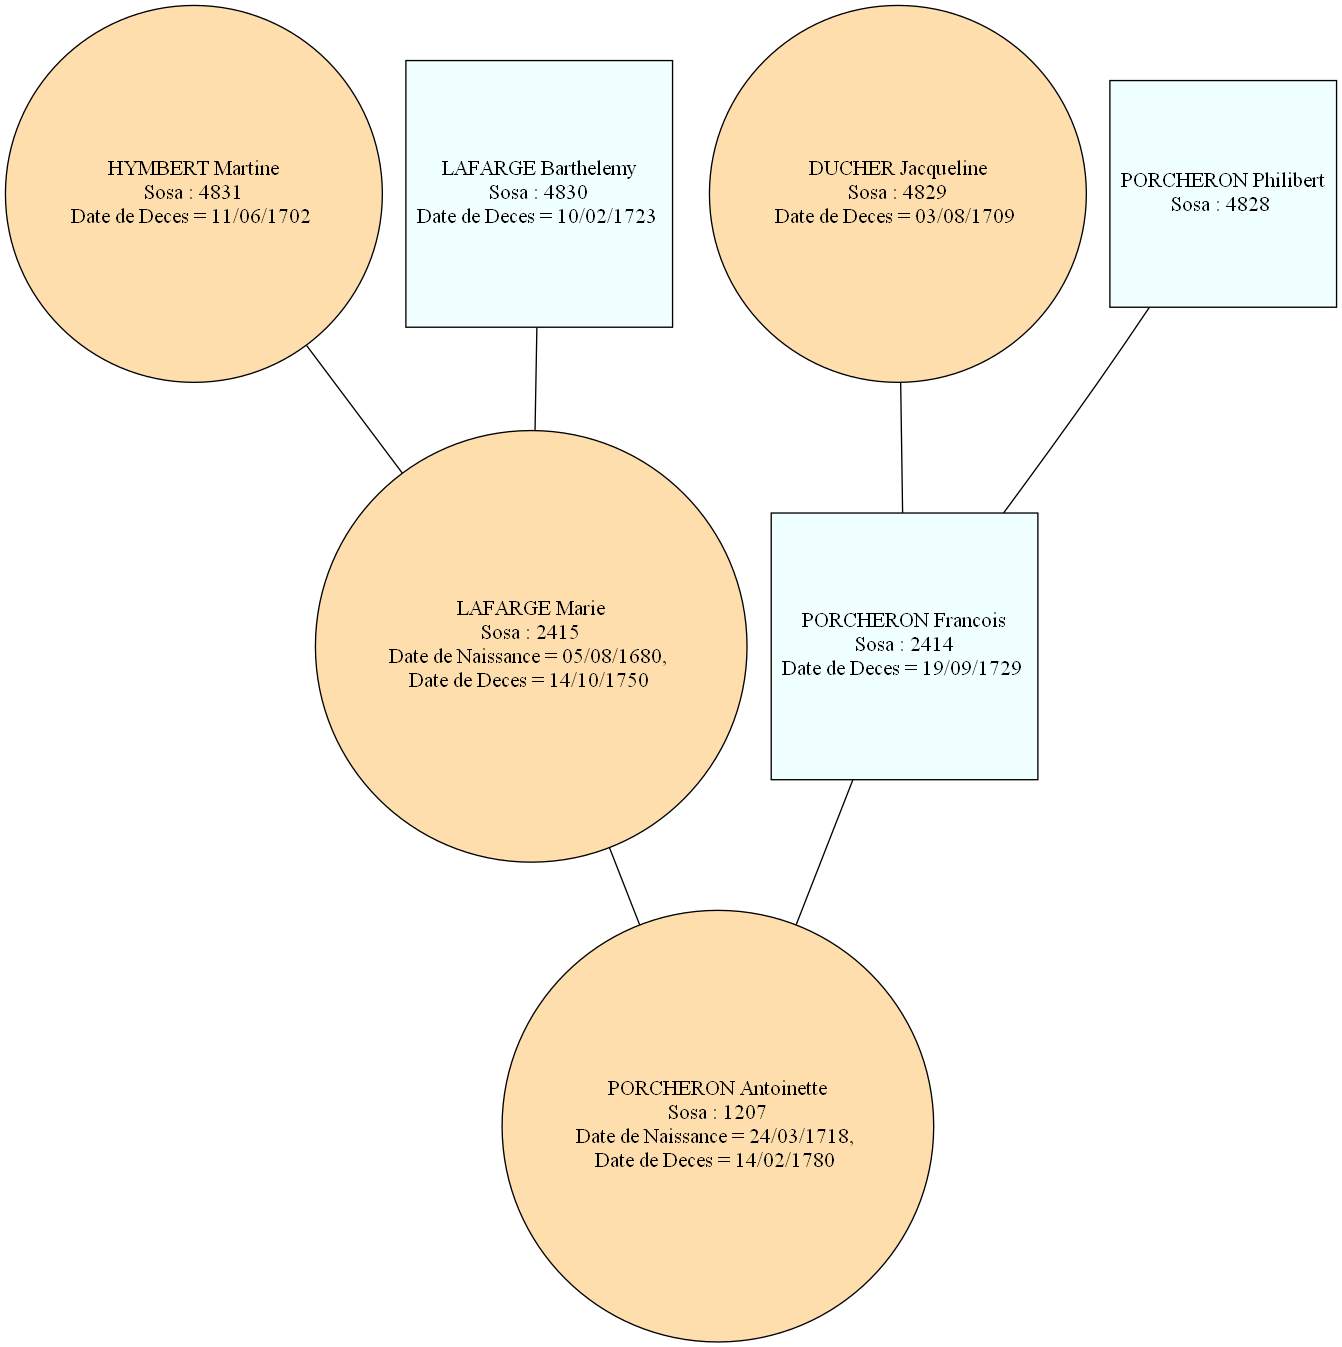 HYMBERT Martine
Sosa : 4831
Date de Deces = 11/06/1702
LAFARGE Barthelemy
Sosa : 4830
Date de Deces = 10/02/1723
DUCHER Jacqueline
Sosa : 4829
Date de Deces = 03/08/1709
PORCHERON Philibert
Sosa : 4828
LAFARGE Marie
Sosa : 2415
Date de Naissance = 05/08/1680,
Date de Deces = 14/10/1750
PORCHERON Francois
Sosa : 2414
Date de Deces = 19/09/1729
PORCHERON Antoinette
Sosa : 1207
Date de Naissance = 24/03/1718,
Date de Deces = 14/02/1780